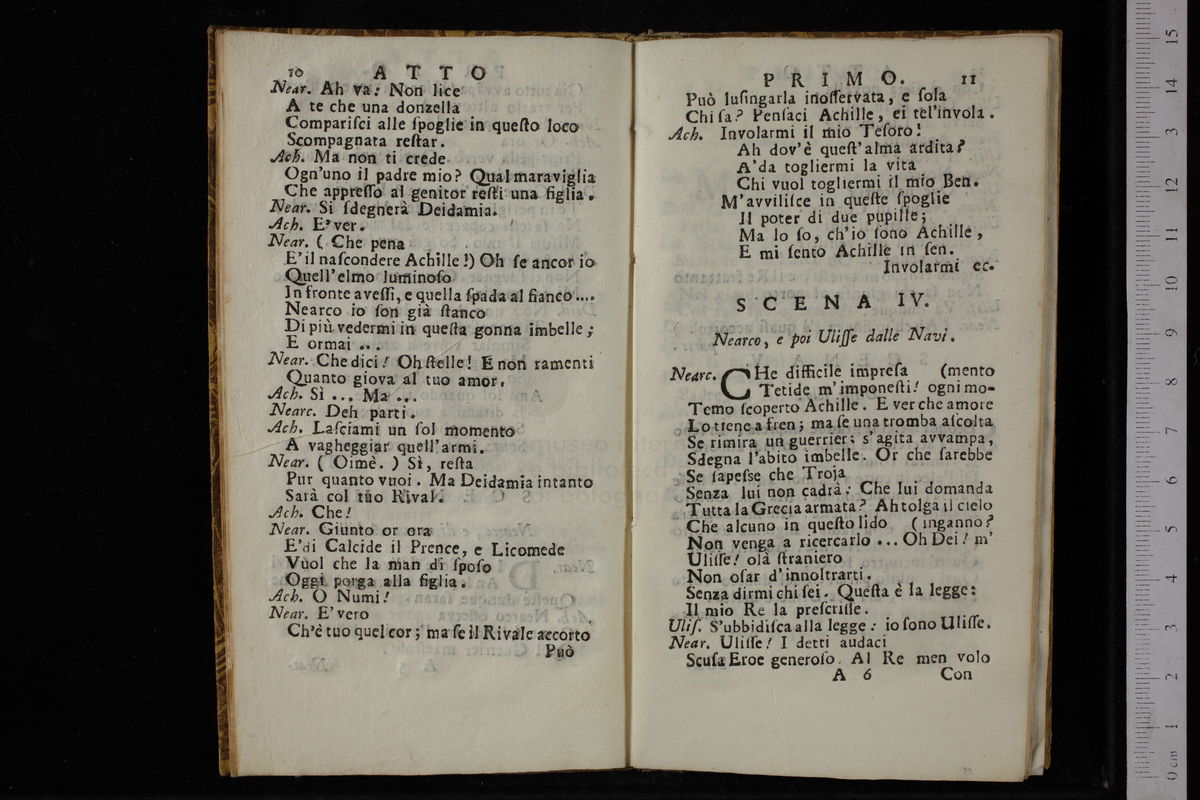 10 ATTO
Near. Ah va: Non lice
A te che una donzella
Compariſci alle ſpoglie in queſto loco
Scompagnata reſtar.
Ach. Ma non ti crede
Ogn'uno il padre mio? Qual maraviglia
Che appreſſo al genitor reſti una figlia.
Near. Si ſdegnerà Deidamia.
Ach. E'ver.
Near. ( Che pena
E'il naſcondere Achille!) Oh ſe ancor io
Quell'elmo luminoſo
In fronte aveſſi, e quella ſpada al fianco....
Nearco io ſon già ſtanco
Di più vedermi in queſta gonna imbelle;
E ormai ...
Near. Che dici! Oh ſtelle! E non ramenti
Quanto giova al tuo amor.
Ach. Sì ... Ma ...
Nearc. Deh parti.
Ach. Laſciami un ſol momento
A vagheggiar quell'armi.
Near. ( Oimè. ) Sì, reſta
Pur quanto vuoi. Ma Deidamia intanto
Sarà col tuo Rival.
Ach. Che!
Near. Giunto or ora
E'di Calcide il Prence, e Licomede
Vuol che la man di ſpoſo
Oggi porga alla figlia.
Ach. O Numi!
Near. E'vero
Ch'è tuo quel cor; ma ſe il Rivale accorto
Può
PRIMO. 11
Può luſingarla inoſſervata, e ſola
Chi ſa? Penſaci Achille, ei tel'invola.
Ach. Involarmi il mio Teſoro!
Ah dov'è queſt'alma ardita?
A'da togliermi la vita
Chi vuol togliermi il mio Ben.
M'avviliſce in queſte ſpoglie
Il poter di due pupille;
Ma lo ſo, ch'io ſono Achille,
E mi ſento Achille in ſen.
Involarmi ec.
SCENA IV.
Nearco, e poi Uliſſe dalle Navi.
Nearc. CHe difficile impreſa (mento
Tetide m'imponeſti! ogni mo-
Temo ſcoperto Achille. E ver che amore
Lo tiene a fren; ma ſe una tromba aſcolta
Se rimira un guerrier; s'agita avvampa,
Sdegna l'abito imbelle. Or che farebbe
Se ſapeſſe che Troja
Senza lui non cadrà: Che lui domanda
Tutta la Grecia armata? Ah tolga il cielo
Che alcuno in queſto lido (inganno?
Non venga a ricercarlo ... Oh Dei! m'
Uliſſe! olà ſtraniero
Non oſar d'innoltrarti.
Senza dirmi chi ſei. Queſta è la legge:
Il mio Re la preſcriſſe.
Uliſ. S'ubbidiſca alla legge: io ſono Uliſſe.
Near. Uliſſe! I detti audaci
Scuſa Eroe generoſo. Al Re men volo
A 6 Con